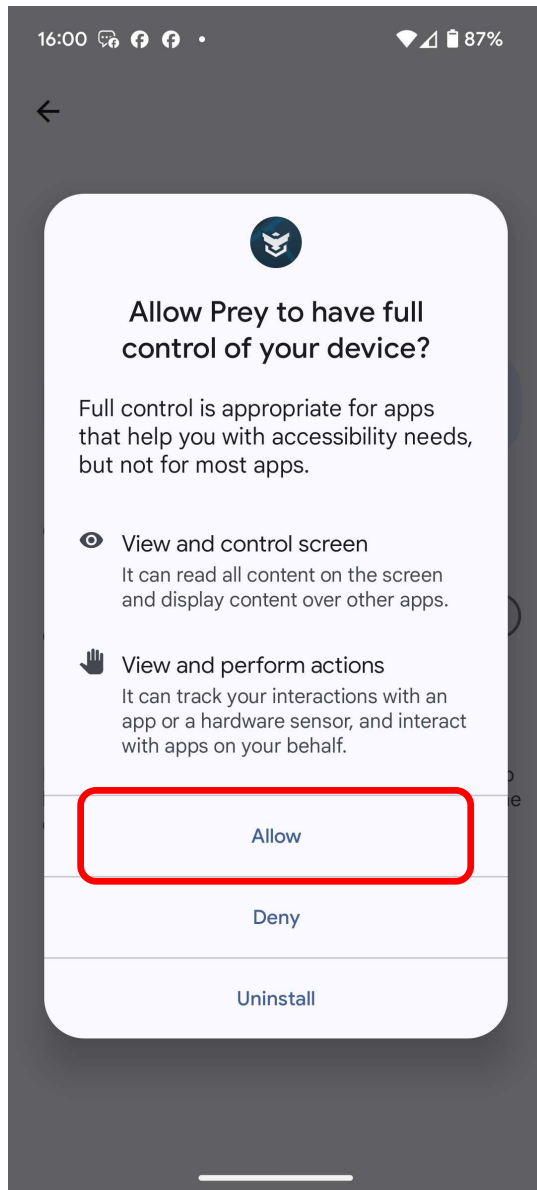 16:00 87%
Allow Prey to have full
control of your device?
Full control is appropriate for apps
that help you with accessibility needs,
but not for most apps.
View and control screen
It can read all content on the screen
and display content over other apps.
View and perform actions
It can track your interactions with an
app or a hardware sensor, and interact
with apps on your behalf.
Allow
Deny
Uninstall